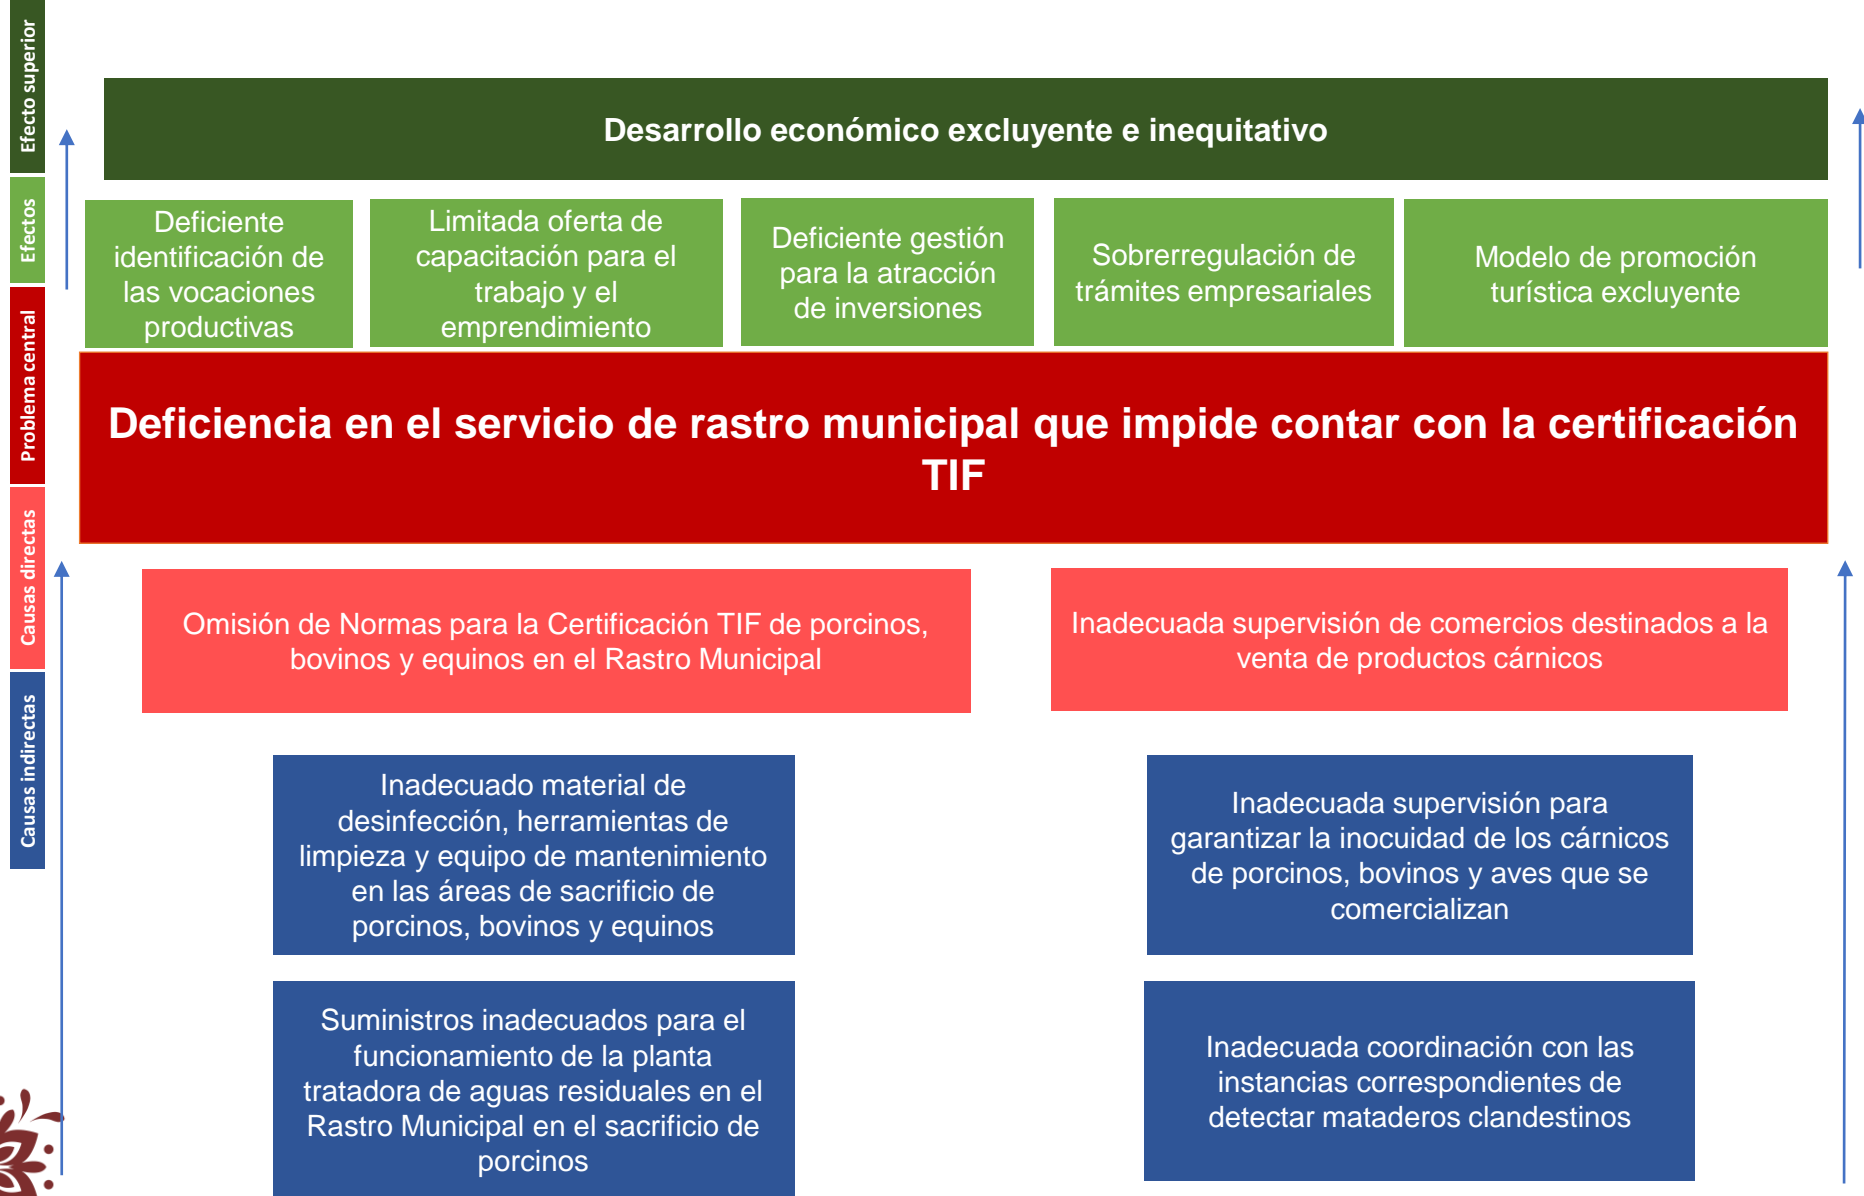 Efecto superior
Desarrollo económico excluyente e inequitativo
Efectos
Deficiente
identificación de
las vocaciones
productivas
Limitada oferta de
capacitación para el
trabajo y el
emprendimiento
Deficiente gestión
para la atracción
de inversiones
Sobrerregulación de
trámites empresariales
Modelo de promoción
turística excluyente
Problema central
Deficiencia en el servicio de rastro municipal que impide contar con la certificación
TIF
Causas directas
Omisión de Normas para la Certificación TIF de porcinos,
bovinos y equinos en el Rastro Municipal
Inadecuada supervisión de comercios destinados a la
venta de productos cárnicos
Causas indirectas
Inadecuado material de
desinfección, herramientas de
limpieza y equipo de mantenimiento
en las áreas de sacrificio de
porcinos, bovinos y equinos
Inadecuada supervisión para
garantizar la inocuidad de los cárnicos
de porcinos, bovinos y aves que se
comercializan
Suministros inadecuados para el
funcionamiento de la planta
tratadora de aguas residuales en el
Rastro Municipal en el sacrificio de
porcinos
Inadecuada coordinación con las
instancias correspondientes de
detectar mataderos clandestinos